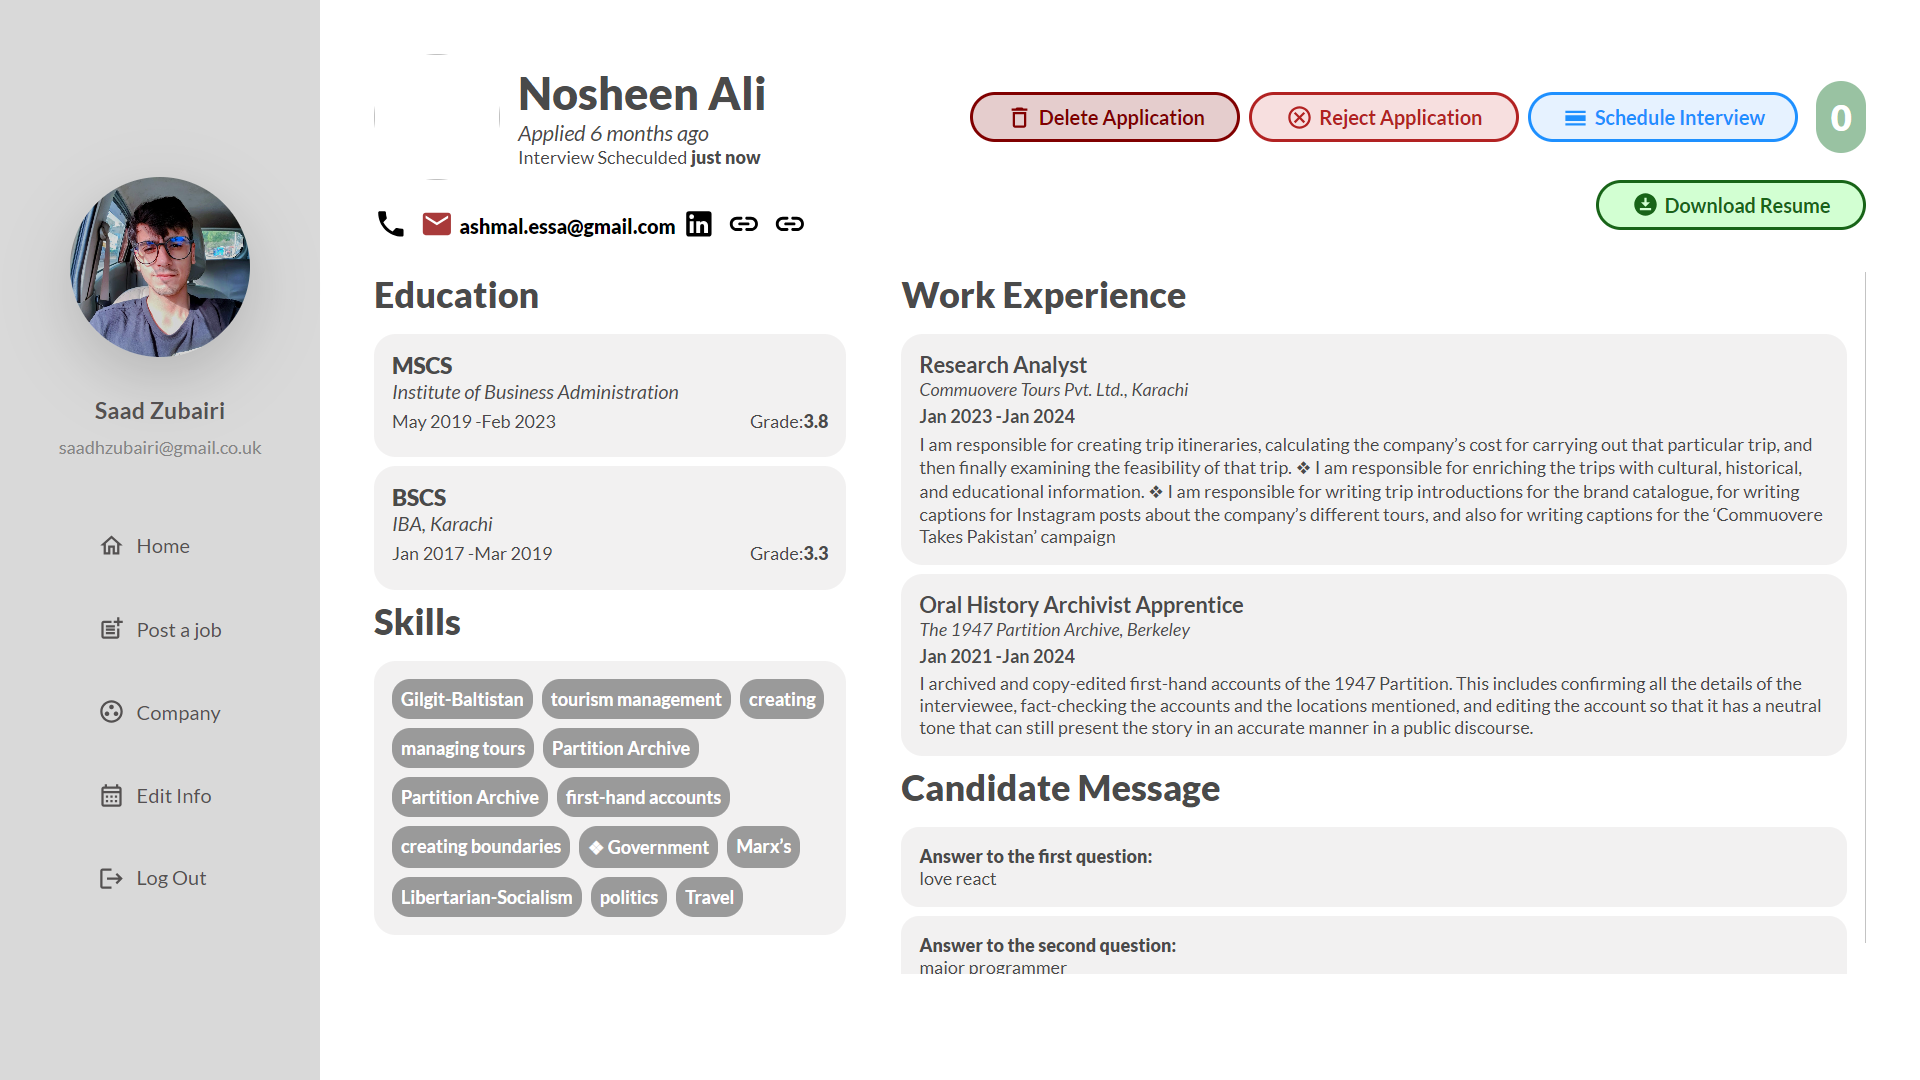 Saad Zubairi
saadhzubairi@gmail.co.uk
Home
Post a job
Company
Edit Info
Log Out
Nosheen Ali
Applied 6 months ago
Interview Scheculded just now
Delete Application
Reject Application
Schedule Interview
0
ashmal.essa@gmail.com
Download Resume
Education
MSCS
Institute of Business Administration
May 2019 -Feb 2023 Grade:3.8
BSCS
IBA, Karachi
Jan 2017 -Mar 2019 Grade:3.3
Skills
Gilgit-Baltistan tourism management creating
managing tours Partition Archive
Partition Archive first-hand accounts
creating boundaries ❖ Government Marx’s
Libertarian-Socialism politics Travel
Work Experience
Research Analyst
Commuovere Tours Pvt. Ltd., Karachi
Jan 2023 -Jan 2024
I am responsible for creating trip itineraries, calculating the company’s cost for carrying out that particular trip, and
then finally examining the feasibility of that trip. ❖ I am responsible for enriching the trips with cultural, historical,
and educational information. ❖ I am responsible for writing trip introductions for the brand catalogue, for writing
captions for Instagram posts about the company’s different tours, and also for writing captions for the ‘Commuovere
Takes Pakistan’ campaign
Oral History Archivist Apprentice
The 1947 Partition Archive, Berkeley
Jan 2021 -Jan 2024
I archived and copy-edited first-hand accounts of the 1947 Partition. This includes confirming all the details of the
interviewee, fact-checking the accounts and the locations mentioned, and editing the account so that it has a neutral
tone that can still present the story in an accurate manner in a public discourse.
Candidate Message
Answer to the first question:
love react
Answer to the second question:
major programmer